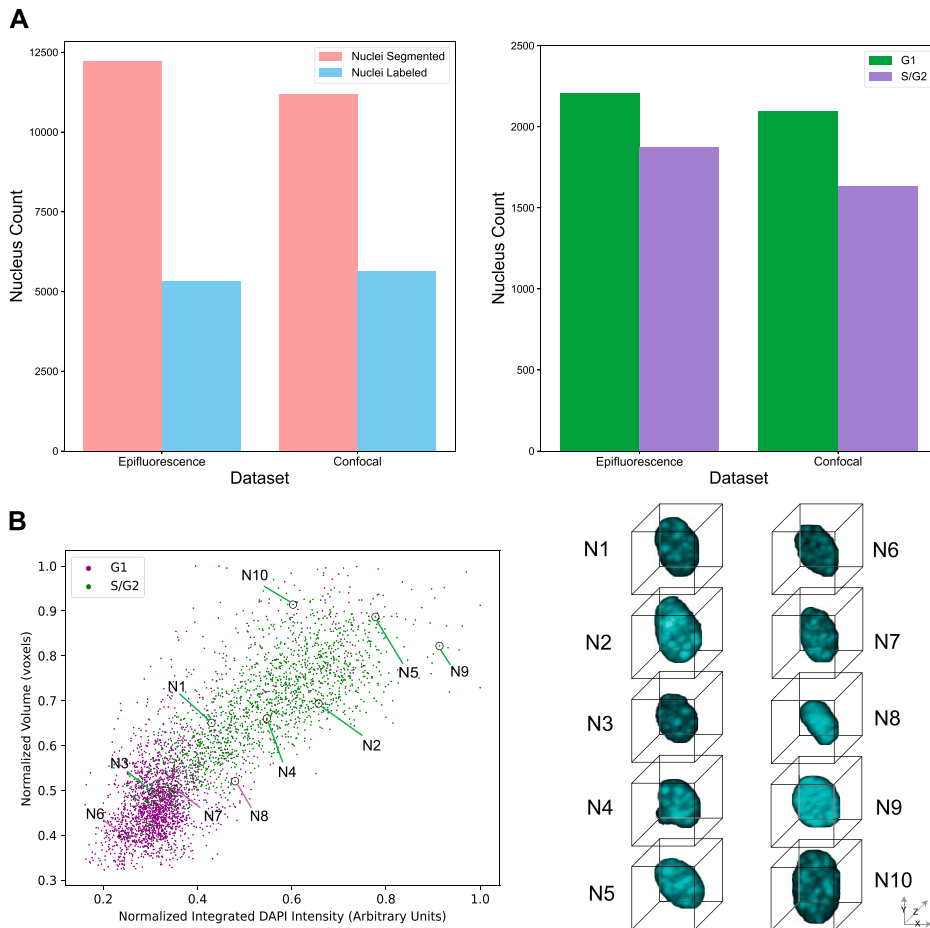 A
Nucleus Count
12500
10000
7500
5000
2500
0
Nuclei Segmented
Nuclei Labeled
Epifluorescence
Confocal
Dataset
Nucleus Count
2500
2000
1500
1000
500
0
G1
S/G2
Epifluorescence
Confocal
Dataset
B
Normalized Volume (voxels)
1.0
0.9
0.8
0.7
0.6
0.5
0.4
0.3
G1
S/G2
N10
N5
N9
N1
N2
N4
N3
N7
N8
N6
0.2
0.4
0.6
0.8
1.0
Normalized Integrated DAPI Intensity (Arbitrary Units)
N1
N2
N3
N4
N5
N6
N7
N8
N9
N10
Y
Z
X